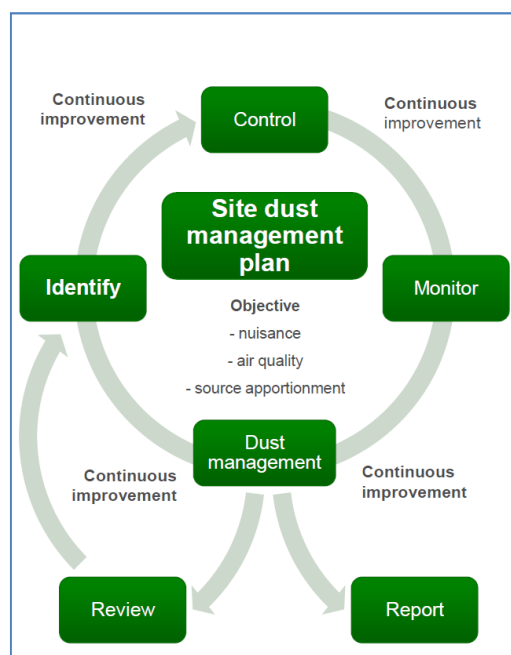 Continuous
improvement
Control
Continuous
improvement
Site dust
management
plan
Identify
Monitor
Objective
- nuisance
- air quality
- source apportionment
Dust
management
Continuous
improvement
Continuous
improvement
Review
Report